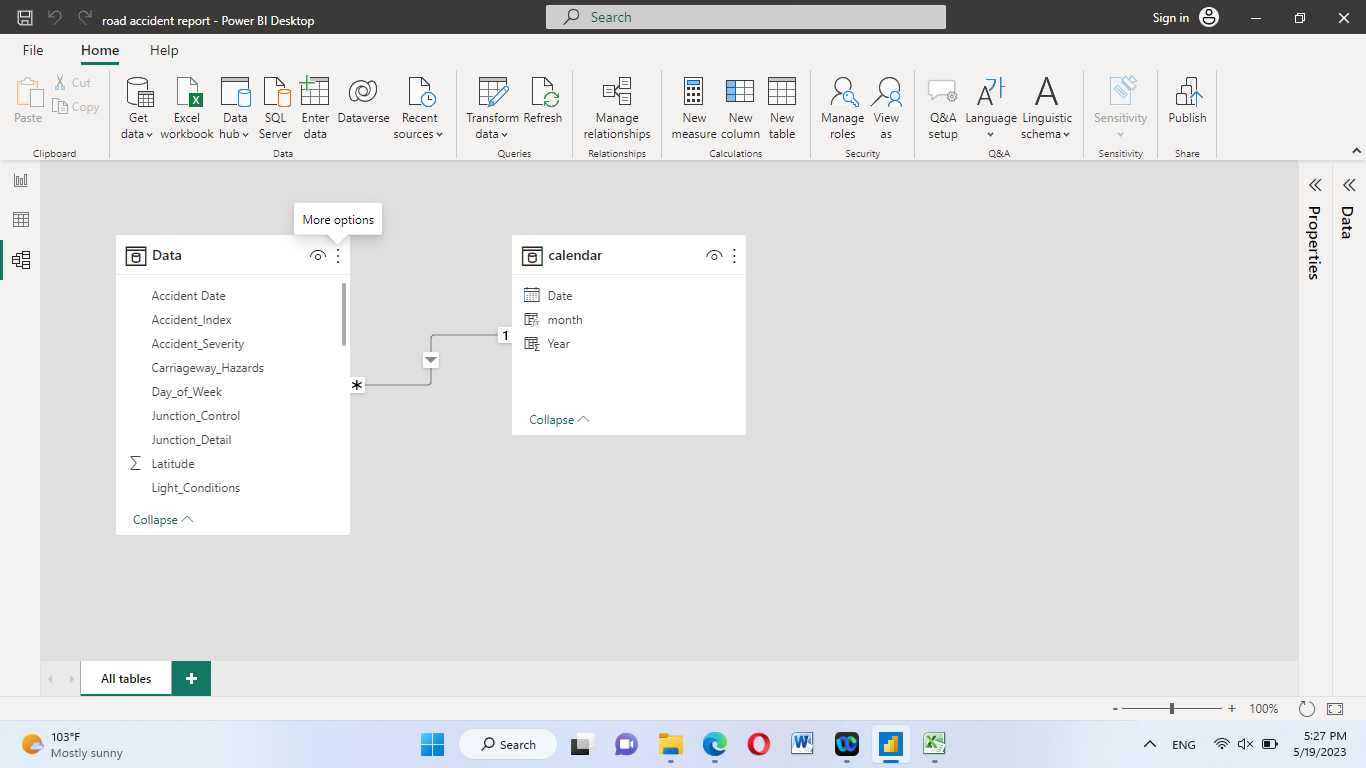 road accident report - Power BI Desktop
Search
Sign in
File
Home
Help
Paste
Cut
Copy
Clipboard
Get data
Excel workbook
Data hub
SQL Server
Enter data
Dataverse
Recent sources
Data
Transform data
Refresh
Queries
Manage relationships
Relationships
New measure
New column
New table
Calculations
Manage roles
View as
Security
Q&A setup
Language
Linguistic schema
Q&A
Sensitivity
Sensitivity
Publish
Share
More options
Data
Accident Date
Accident_Index
Accident_Severity
Carriageway_Hazards
Day_of_Week
Junction_Control
Junction_Detail
Latitude
Light_Conditions
Collapse
*
1
calendar
Date
month
Year
Collapse
Properties
Data
All tables
+
- + 100%
103°F
Mostly sunny
Search
ENG
5:27 PM
5/19/2023